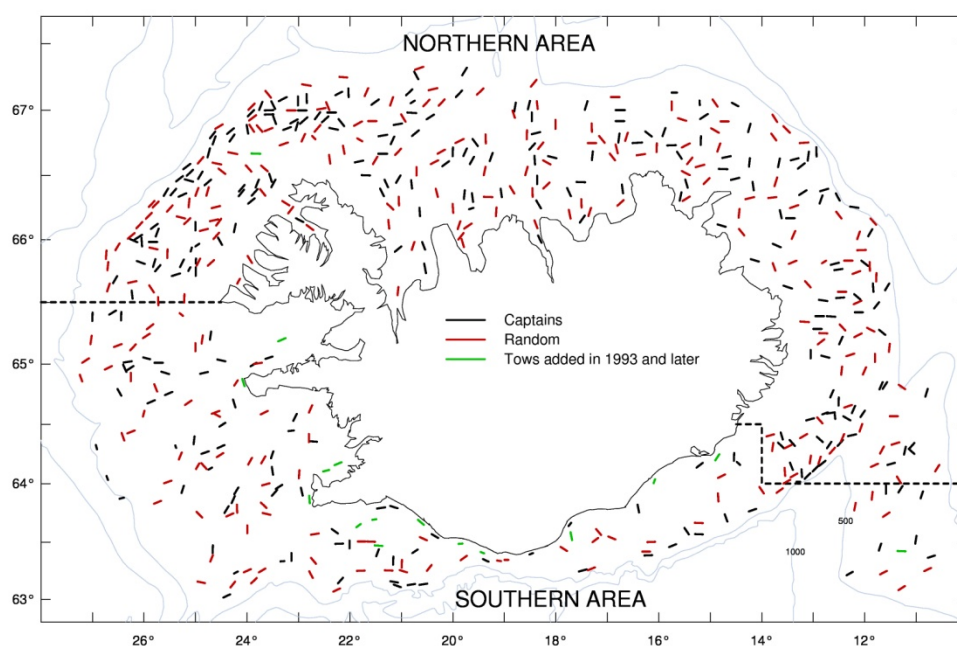 NORTHERN AREA
67°
66°
65°
64°
63°
Captains
Random
Tows added in 1993 and later
500
1000
SOUTHERN AREA
26° 24° 22° 20° 18° 16° 14° 12°